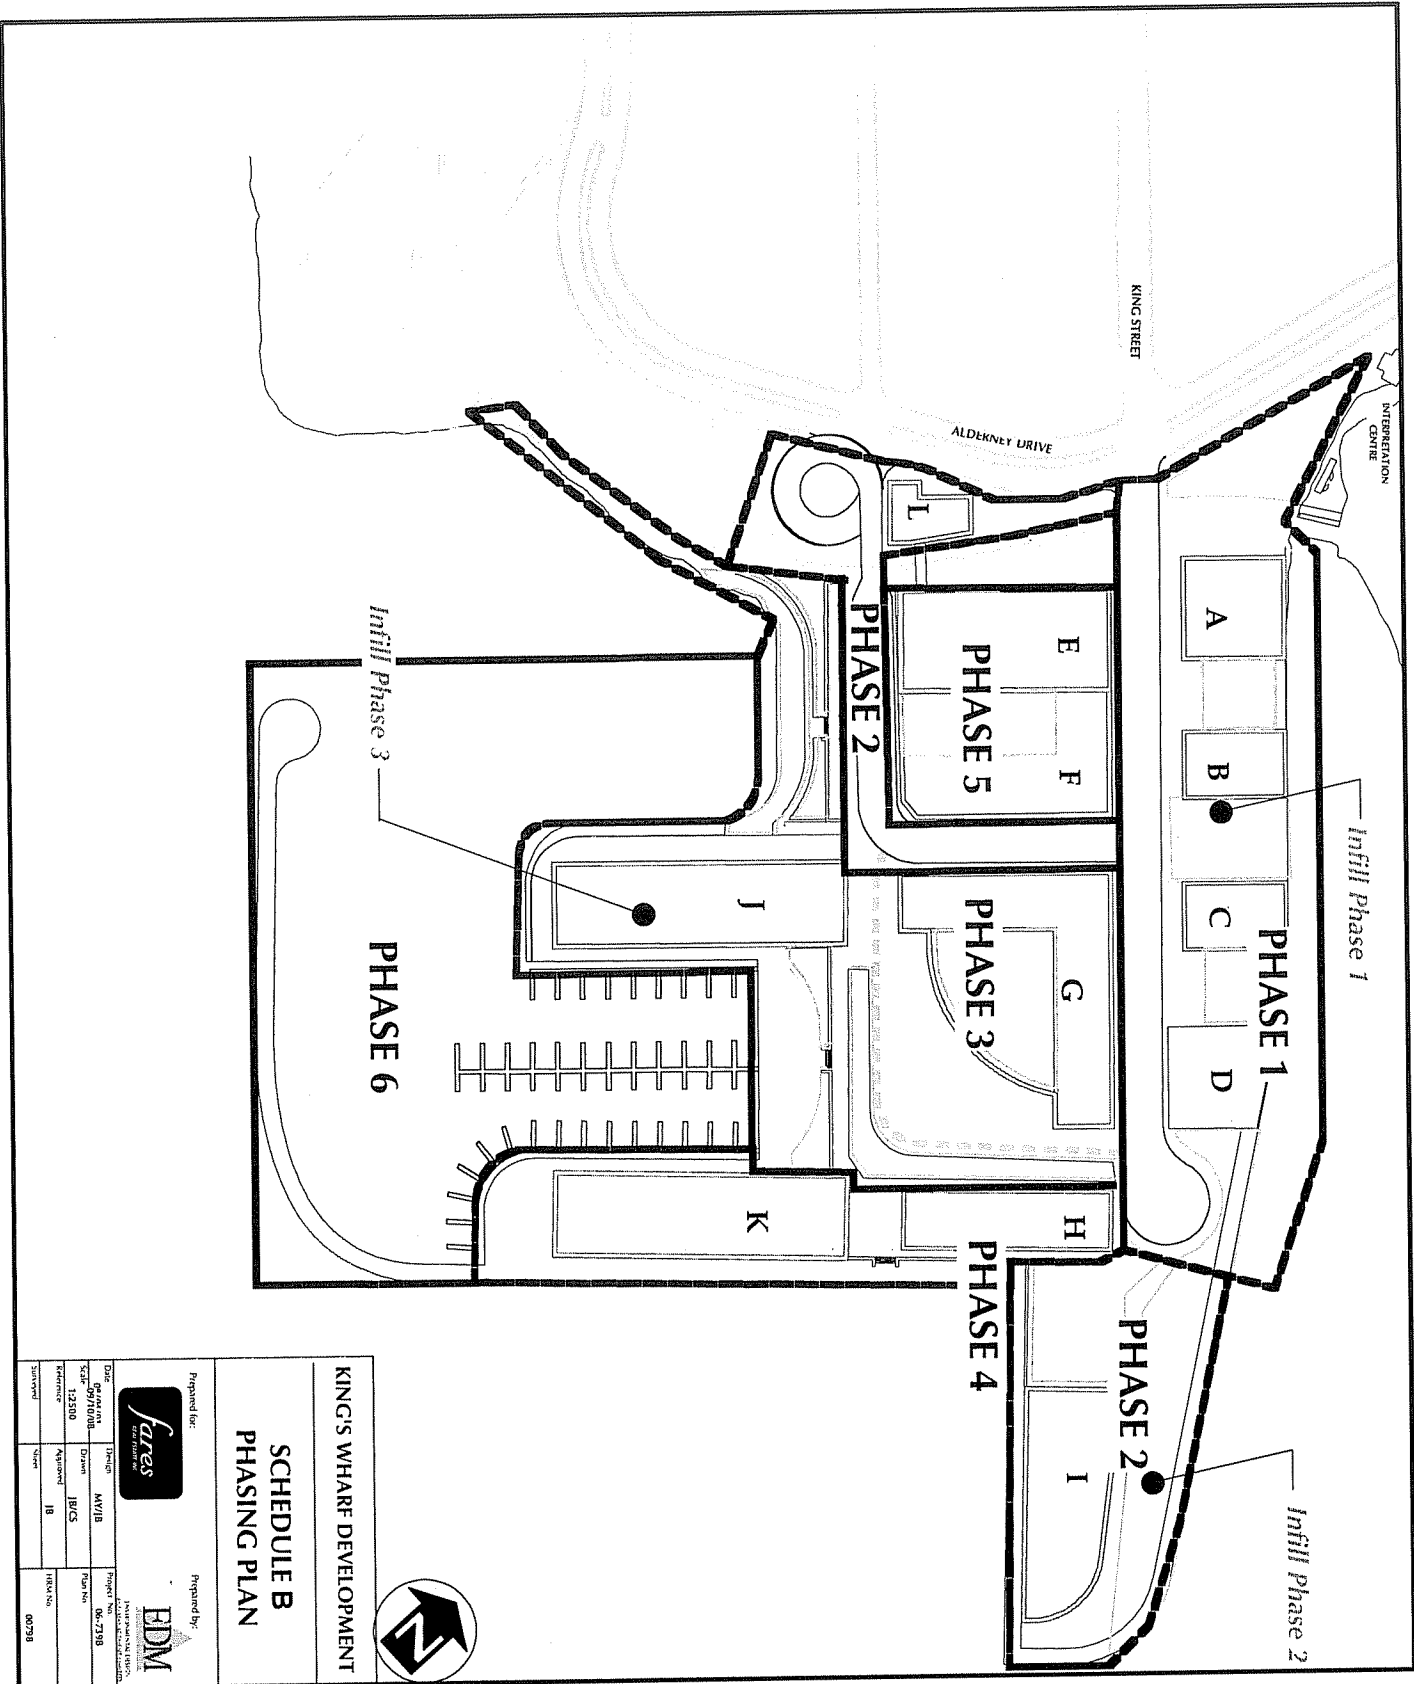 INTERPRETATION
CENTRE
KING STREET
ALDERNEY DRIVE
Infill Phase 1
A
B
C
D
PHASE 1
L
E
F
PHASE 5
PHASE 2
G
PHASE 3
J
Infill Phase 3
PHASE 6
K
H
PHASE 4
PHASE 2
I
Infill Phase 2
N
KING'S WHARF DEVELOPMENT
SCHEDULE B
PHASING PLAN
Prepared for:
fares
Prepared by:
EDM
Date
09/10/08
Design
MY/JB
Project No.
06-739B
Scale
1:2500
Drawn
JB/CS
Plan No.
Reference
Approved
JB
HRM No.
00798
Surveyed
Sheet